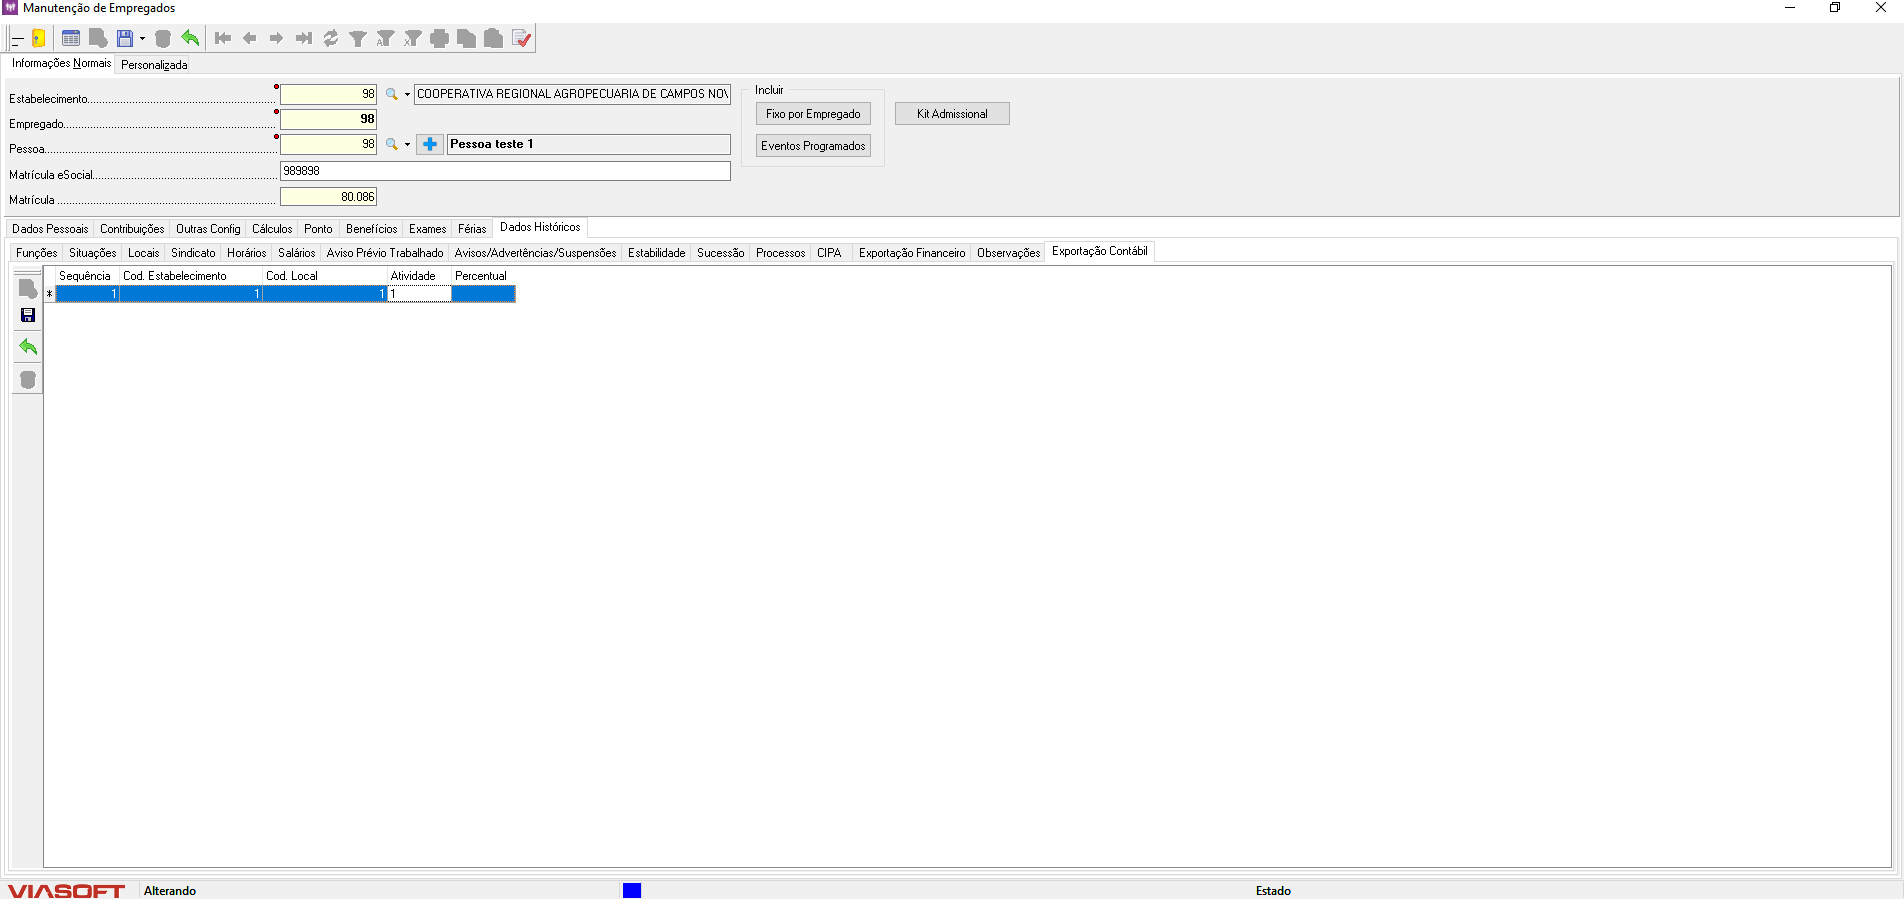 Manutenção de Empregados
Informações Normais Personalizada
Estabelecimento 98 COOPERATIVA REGIONAL AGROPECUARIA DE CAMPOS NOV
Empregado 98
Pessoa 98 Pessoa teste 1
Matrícula eSocial 989898
Matrícula 80.086
Incluir
Fixo por Empregado Kit Admissional
Eventos Programados
Dados Pessoais Contribuições Outras Config Cálculos Ponto Benefícios Exames Férias Dados Históricos
Funções Situações Locais Sindicato Horários Salários Aviso Prévio Trabalhado Avisos/Advertências/Suspensões Estabilidade Sucessão Processos CIPA Exportação Financeiro Observações Exportação Contábil
Sequência Cod. Estabelecimento Cod. Local Atividade Percentual
* 1 1 1 1
VIASOFT Alterando Estado